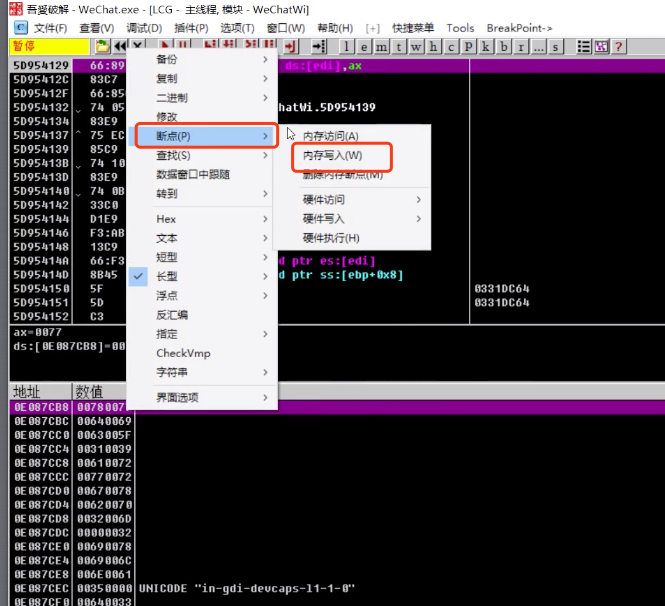 吾爱破解 - WeChat.exe - [LCG - 主线程, 模块 - WeChatWi]
文件(F) 查看(V) 调试(D) 插件(P) 选项(T) 窗口(W) 帮助(H) [+] 快捷菜单 Tools BreakPoint->
暂停 l e m t w h c P k b r ... s ?
5D954129 66:89 ds:[edi],ax
5D95412C 83C7
5D95412F 66:85
5D954132 74 05 hatWi.5D954139
5D954134 83E9
5D954137 75 EC
5D954139 85C9
5D95413B 74 10
5D95413D 83E9
5D954140 74 0B
5D954142 33C0
5D954144 D1E9
5D954146 F3:AB
5D954148 13C9
5D95414A 66:F3 d ptr es:[edi]
5D95414D 8B45 d ptr ss:[ebp+0x8]
5D954150 5F 0331DC64
5D954151 5D 0331DC64
5D954152 C3
备份
复制
二进制
修改
断点(P)
查找(S)
数据窗口中跟随
转到
Hex
文本
短型
长型
浮点
反汇编
指定
CheckVmp
字符串
界面选项
内存访问(A)
内存写入(W)
删除内存断点(M)
硬件访问
硬件写入
硬件执行(H)
ax=0077
ds:[0E087CB8]=00
地址 数值
0E087CB8 0078007
0E087CBC 00640069
0E087CC0 0063005F
0E087CC4 00310039
0E087CC8 00610072
0E087CCC 00770072
0E087CD0 00670078
0E087CD4 00620070
0E087CD8 0032006D
0E087CDC 00000032
0E087CE0 00690078
0E087CE4 0069006C
0E087CE8 006E0061
0E087CEC 00350000 UNICODE "in-gdi-devcaps-l1-1-0"
0E087CF0 00640033